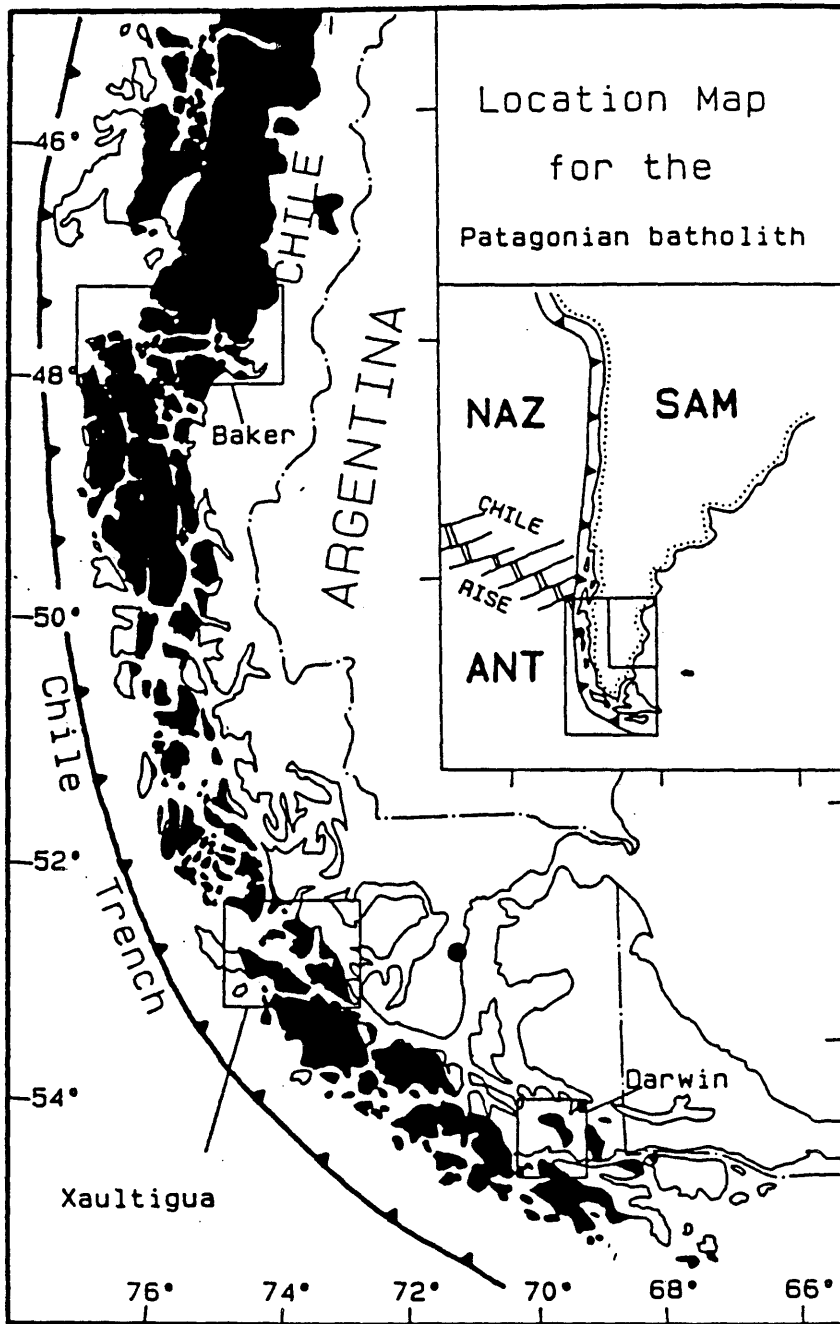 Location Map
for the
Patagonian batholith
46°
48°
50°
52°
54°
CHILE
ARGENTINA
Baker
NAZ
SAM
CHILE
RISE
ANT
Chile
Trench
Darwin
Xaultigua
76°
74°
72°
70°
68°
66°